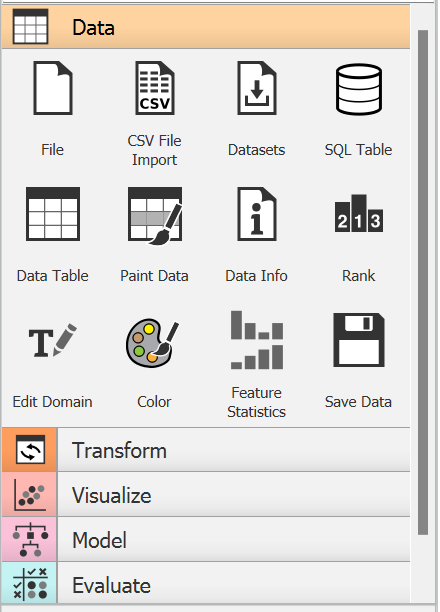 Data
CSV
File
CSV File
Import
Datasets
SQL Table
2 1 3
Data Table
Paint Data
Data Info
Rank
T
Edit Domain
Color
Feature
Statistics
Save Data
Transform
Visualize
Model
Evaluate